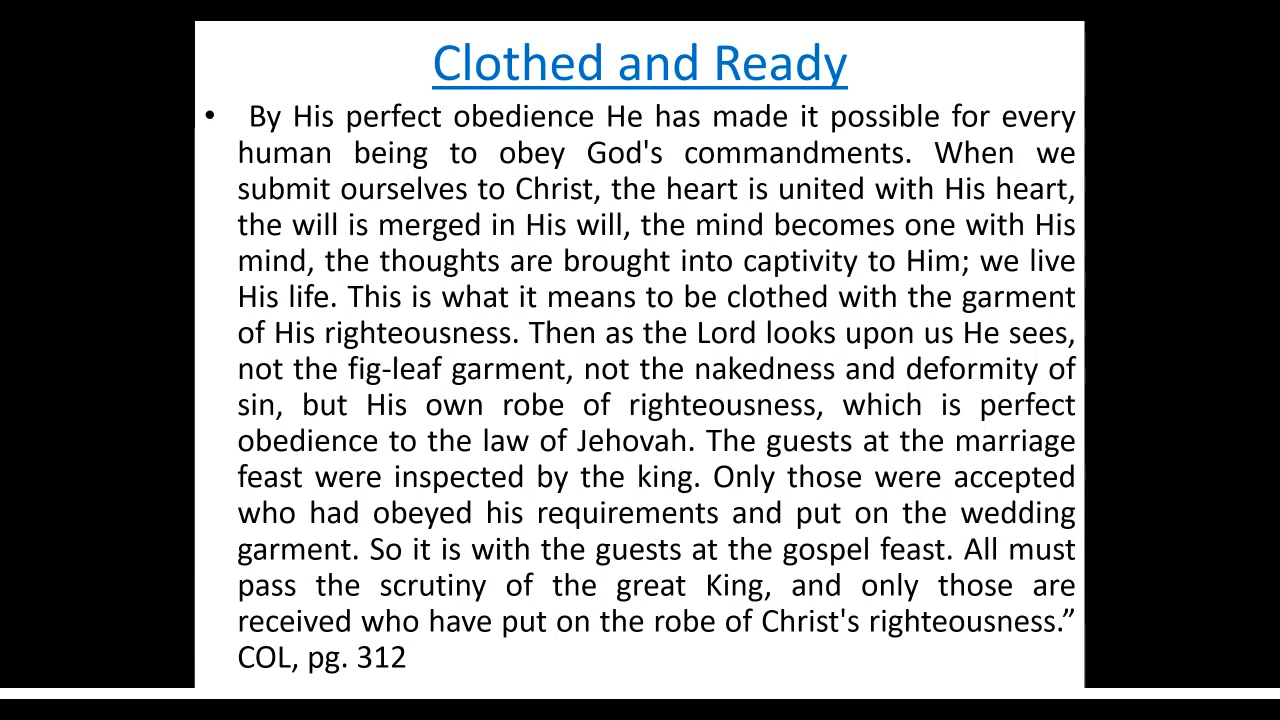 Clothed and Ready
• By His perfect obedience He has made it possible for every
human being to obey God's commandments. When we
submit ourselves to Christ, the heart is united with His heart,
the will is merged in His will, the mind becomes one with His
mind, the thoughts are brought into captivity to Him; we live
His life. This is what it means to be clothed with the garment
of His righteousness. Then as the Lord looks upon us He sees,
not the fig-leaf garment, not the nakedness and deformity of
sin, but His own robe of righteousness, which is perfect
obedience to the law of Jehovah. The guests at the marriage
feast were inspected by the king. Only those were accepted
who had obeyed his requirements and put on the wedding
garment. So it is with the guests at the gospel feast. All must
pass the scrutiny of the great King, and only those are
received who have put on the robe of Christ's righteousness.”
COL, pg. 312